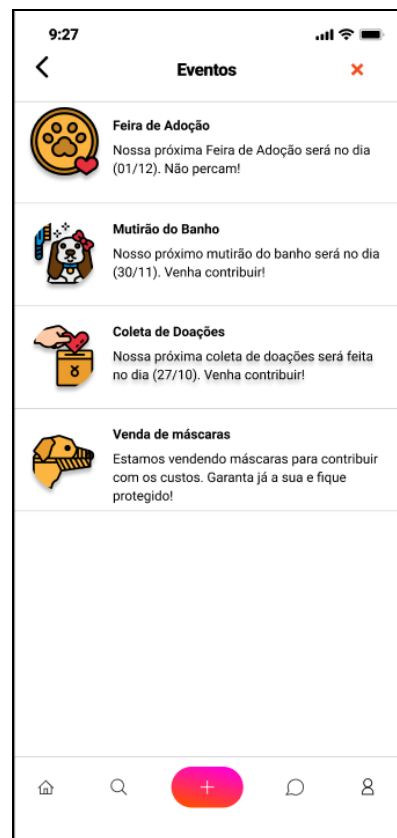 9:27
Eventos
Feira de Adoção
Nossa próxima Feira de Adoção será no dia
(01/12). Não percam!
Mutirão do Banho
Nosso próximo mutirão do banho será no dia
(30/11). Venha contribuir!
Coleta de Doações
Nossa próxima coleta de doações será feita
no dia (27/10). Venha contribuir!
Venda de máscaras
Estamos vendendo máscaras para contribuir
com os custos. Garanta já a sua e fique
protegido!